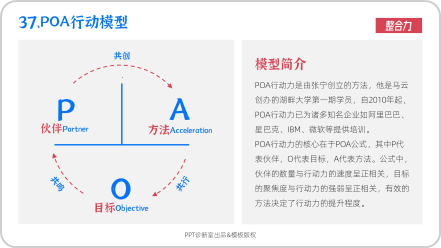 37.POA行动模型
整合力
共创
P
伙伴Partner
A
方法Acceleration
共鸣
共行
O
目标Objective
模型简介
POA行动力是由张宁创立的方法，他是马云
创办的湖畔大学第一期学员，自2010年起，
POA行动力已为诸多知名企业如阿里巴巴、
星巴克，IBM、微软等提供培训。
POA行动力的核心在于POA公式，其中P代
表伙伴，O代表目标，A代表方法。公式中，
伙伴的数量与行动力的速度呈正相关，目标
的聚焦度与行动力的强弱呈正相关，有效的
方法决定了行动力的提升程度。
PPT@新室出品&模板版权